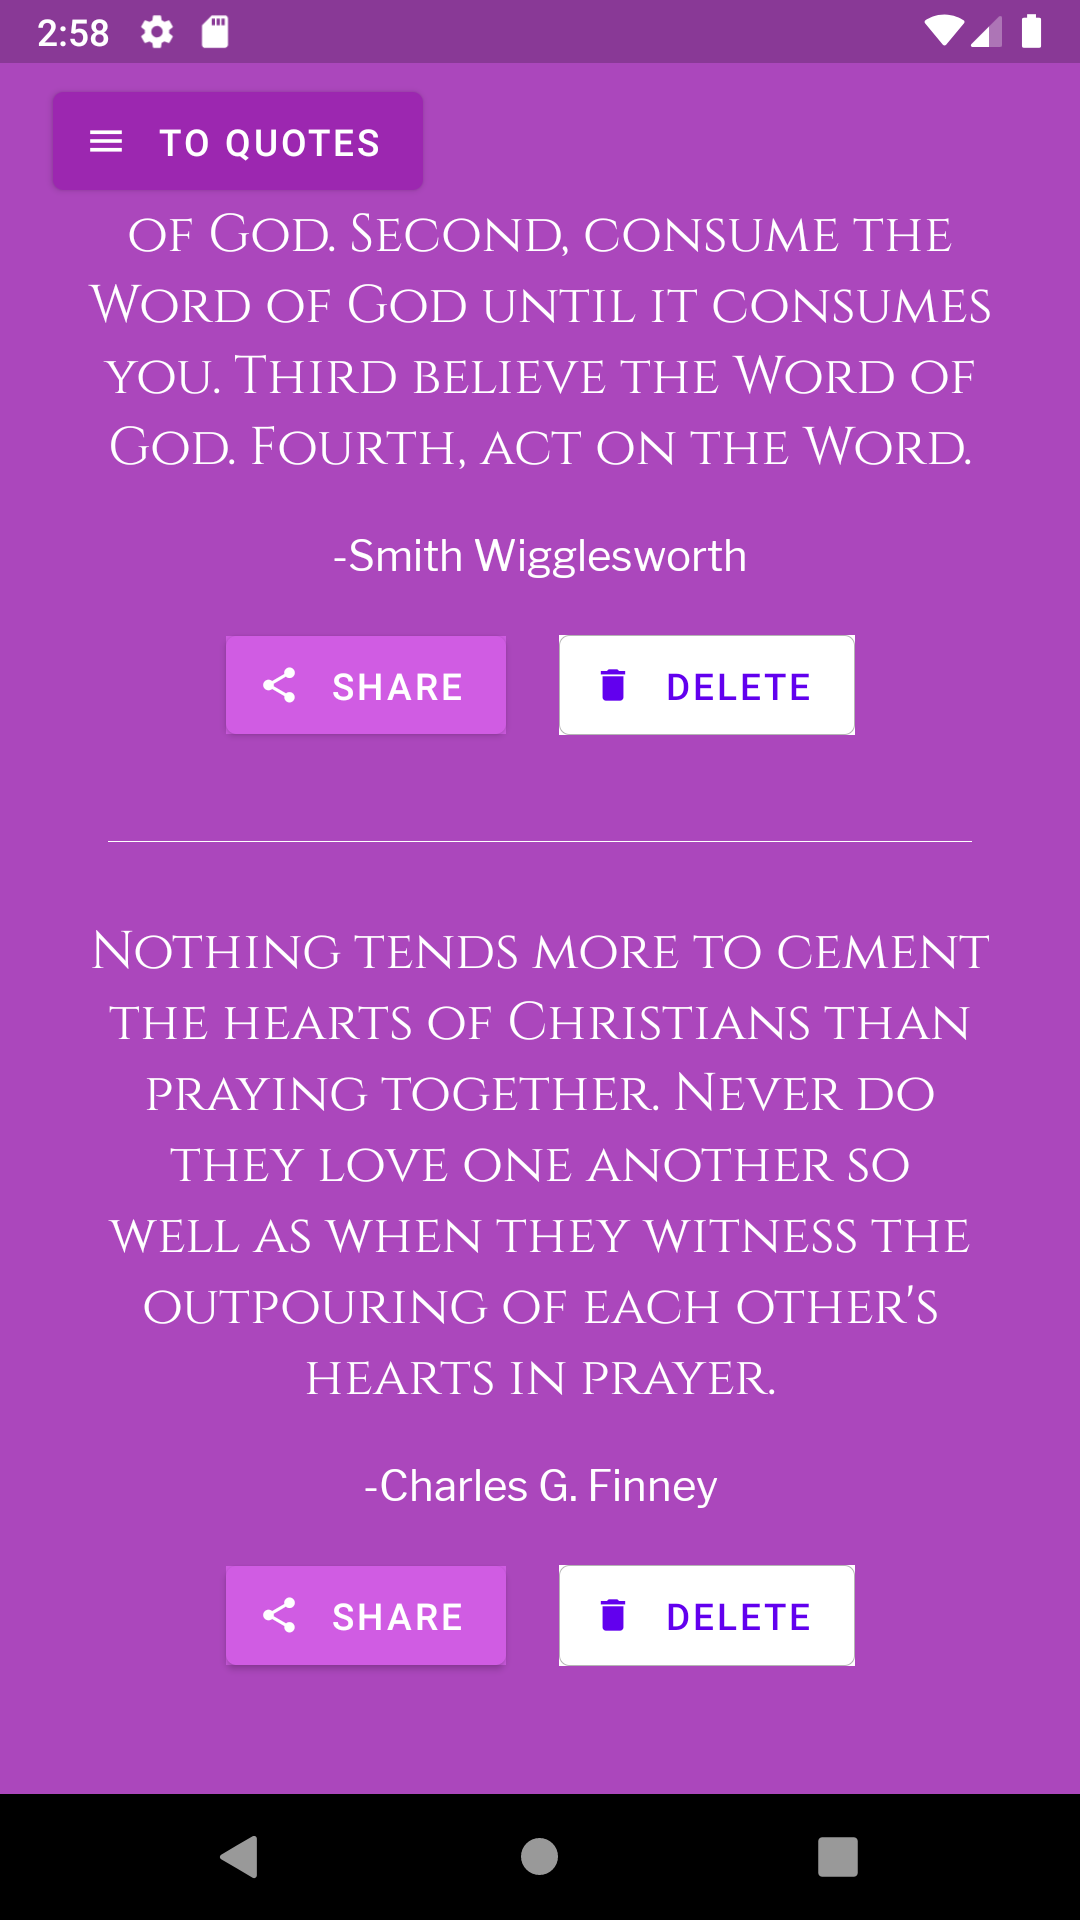 2:58
TO QUOTES
of God. Second, consume the
Word of God until it consumes
you. Third believe the Word of
God. Fourth, act on the Word.
-Smith Wigglesworth
SHARE DELETE
Nothing tends more to cement
the hearts of Christians than
praying together. Never do
they love one another so
well as when they witness the
outpouring of each other's
hearts in prayer.
-Charles G. Finney
SHARE DELETE